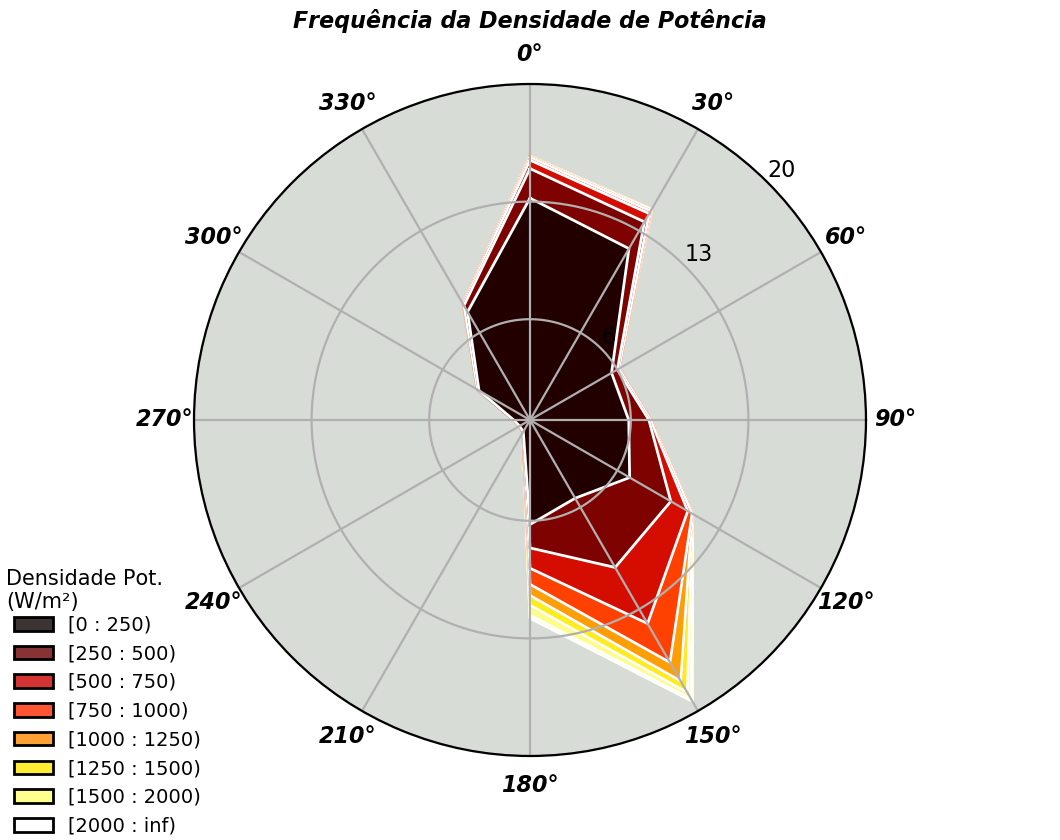 Frequência da Densidade de Potência
0°
330°
30°
20
300°
60°
13
6
270°
90°
240°
120°
210°
150°
180°
Densidade Pot.
(W/m²)
[0 : 250)
[250 : 500)
[500 : 750)
[750 : 1000)
[1000 : 1250)
[1250 : 1500)
[1500 : 2000)
[2000 : inf)